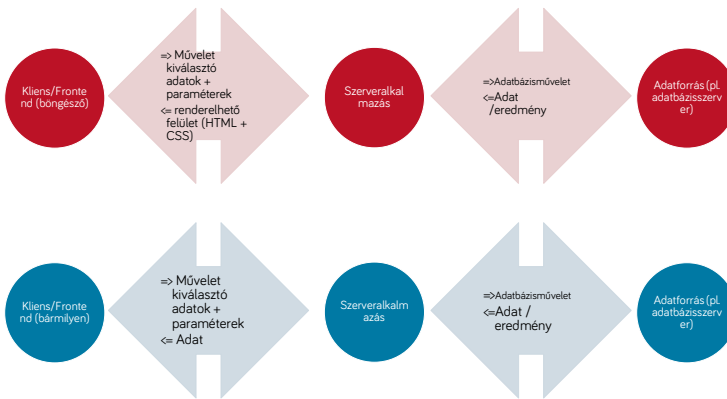 Kliens/Fronte
nd (böngésző)
=> Művelet
kiválasztó
adatok +
paraméterek
<= renderelhető
felület (HTML +
CSS)
Szerveralkal
mazás
=>Adatbázisművelet
<=Adat
/eredmény
Adatforrás (pl.
adatbázisszerv
er)
Kliens/Fronte
nd (bármilyen)
=> Művelet
kiválasztó
adatok +
paraméterek
<= Adat
Szerveralkalm
azás
=>Adatbázisművelet
<=Adat /
eredmény
Adatforrás (pl.
adatbázisszerv
er)